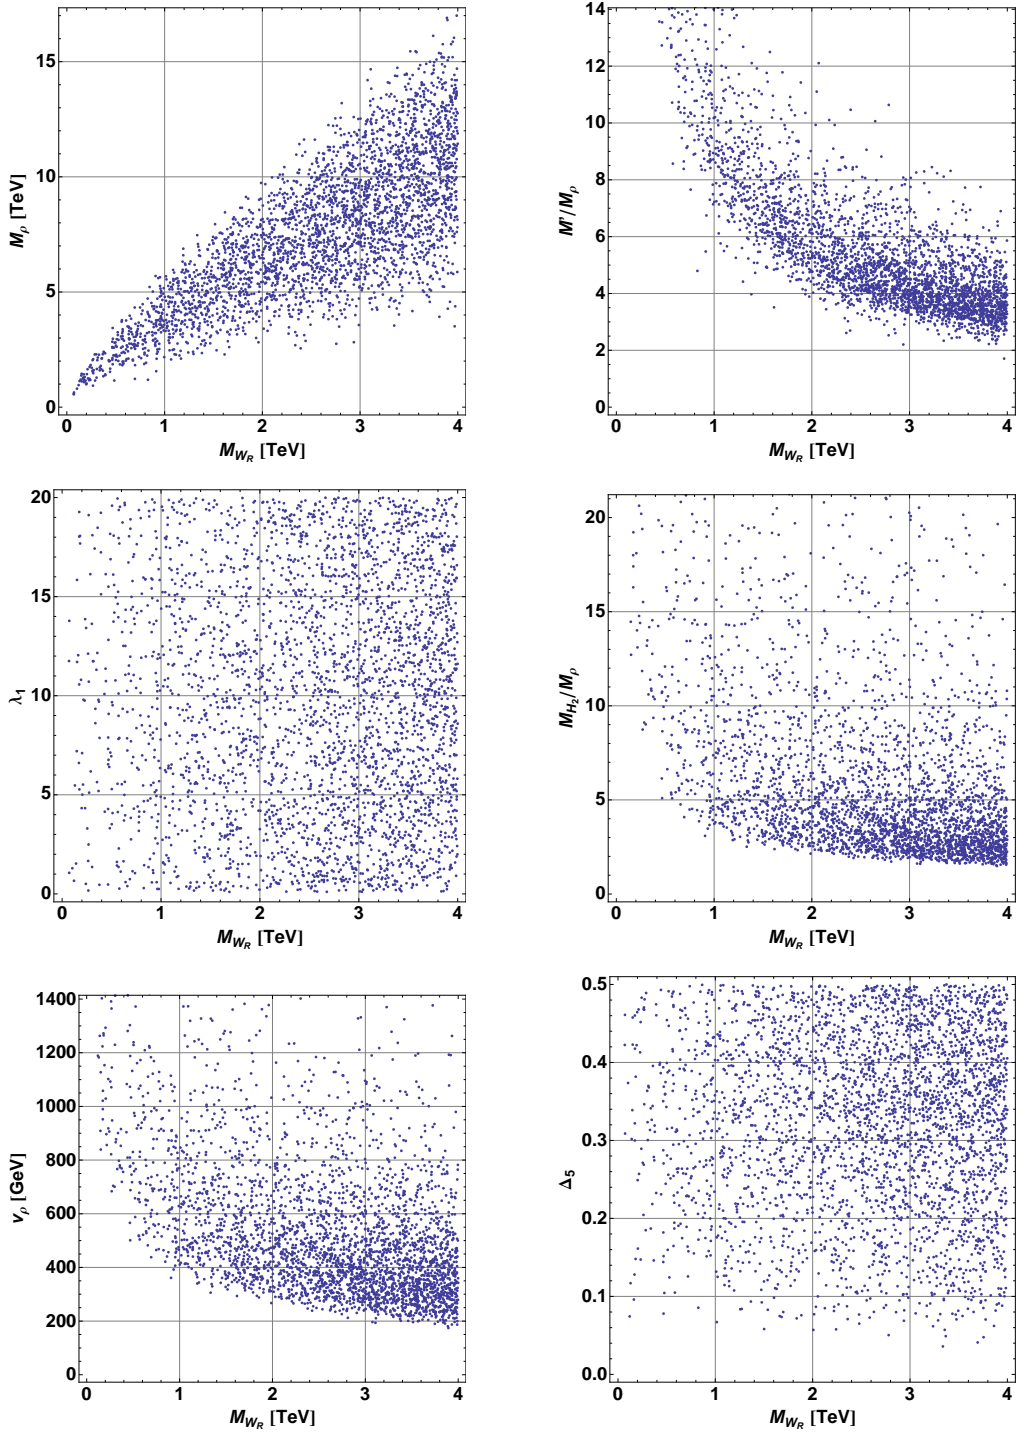 15
10
5
0
M_ρ [TeV]
0 1 2 3 4
M_{W_R} [TeV]
14
12
10
8
6
4
2
0
M'/M_ρ
0 1 2 3 4
M_{W_R} [TeV]
20
15
10
5
0
λ_1
0 1 2 3 4
M_{W_R} [TeV]
20
15
10
5
0
M_{H_2}/M_ρ
0 1 2 3 4
M_{W_R} [TeV]
1400
1200
1000
800
600
400
200
0
v_ρ [GeV]
0 1 2 3 4
M_{W_R} [TeV]
0.5
0.4
0.3
0.2
0.1
0.0
Δ_5
0 1 2 3 4
M_{W_R} [TeV]